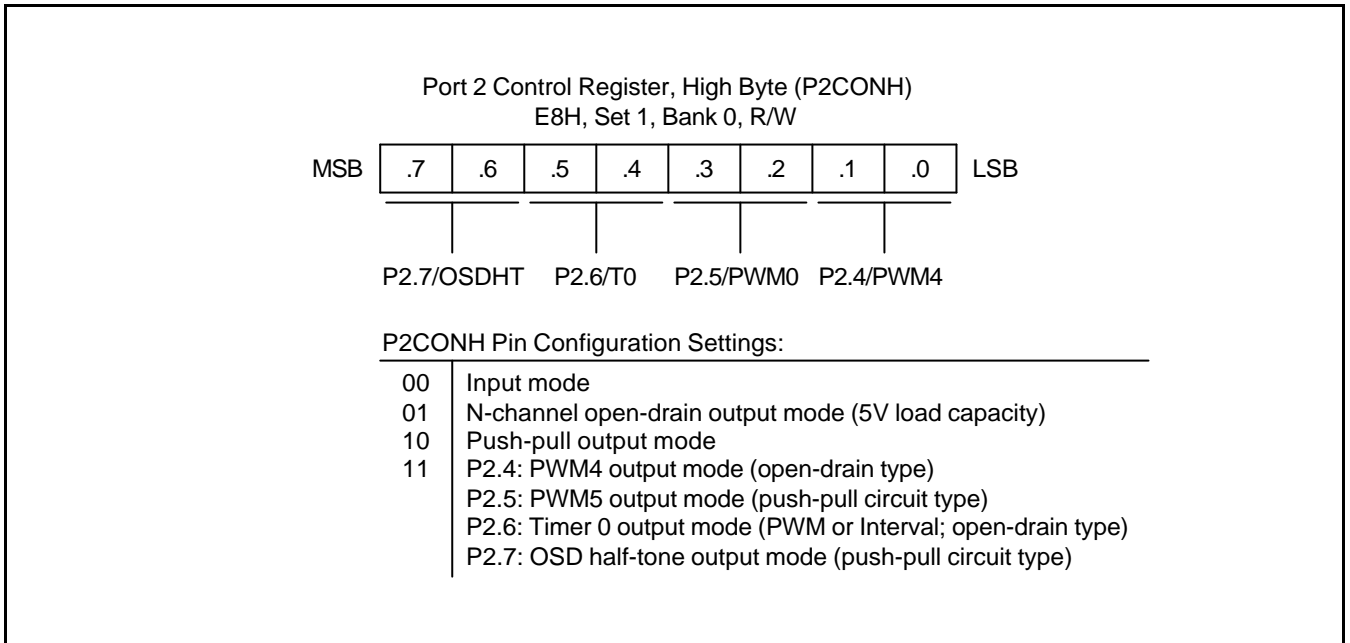 Port 2 Control Register, High Byte (P2CONH)
E8H, Set 1, Bank 0, R/W
MSB .7 .6 .5 .4 .3 .2 .1 .0 LSB
P2.7/OSDHT P2.6/T0 P2.5/PWM0 P2.4/PWM4
P2CONH Pin Configuration Settings:
00 Input mode
01 N-channel open-drain output mode (5V load capacity)
10 Push-pull output mode
11 P2.4: PWM4 output mode (open-drain type)
P2.5: PWM5 output mode (push-pull circuit type)
P2.6: Timer 0 output mode (PWM or Interval; open-drain type)
P2.7: OSD half-tone output mode (push-pull circuit type)